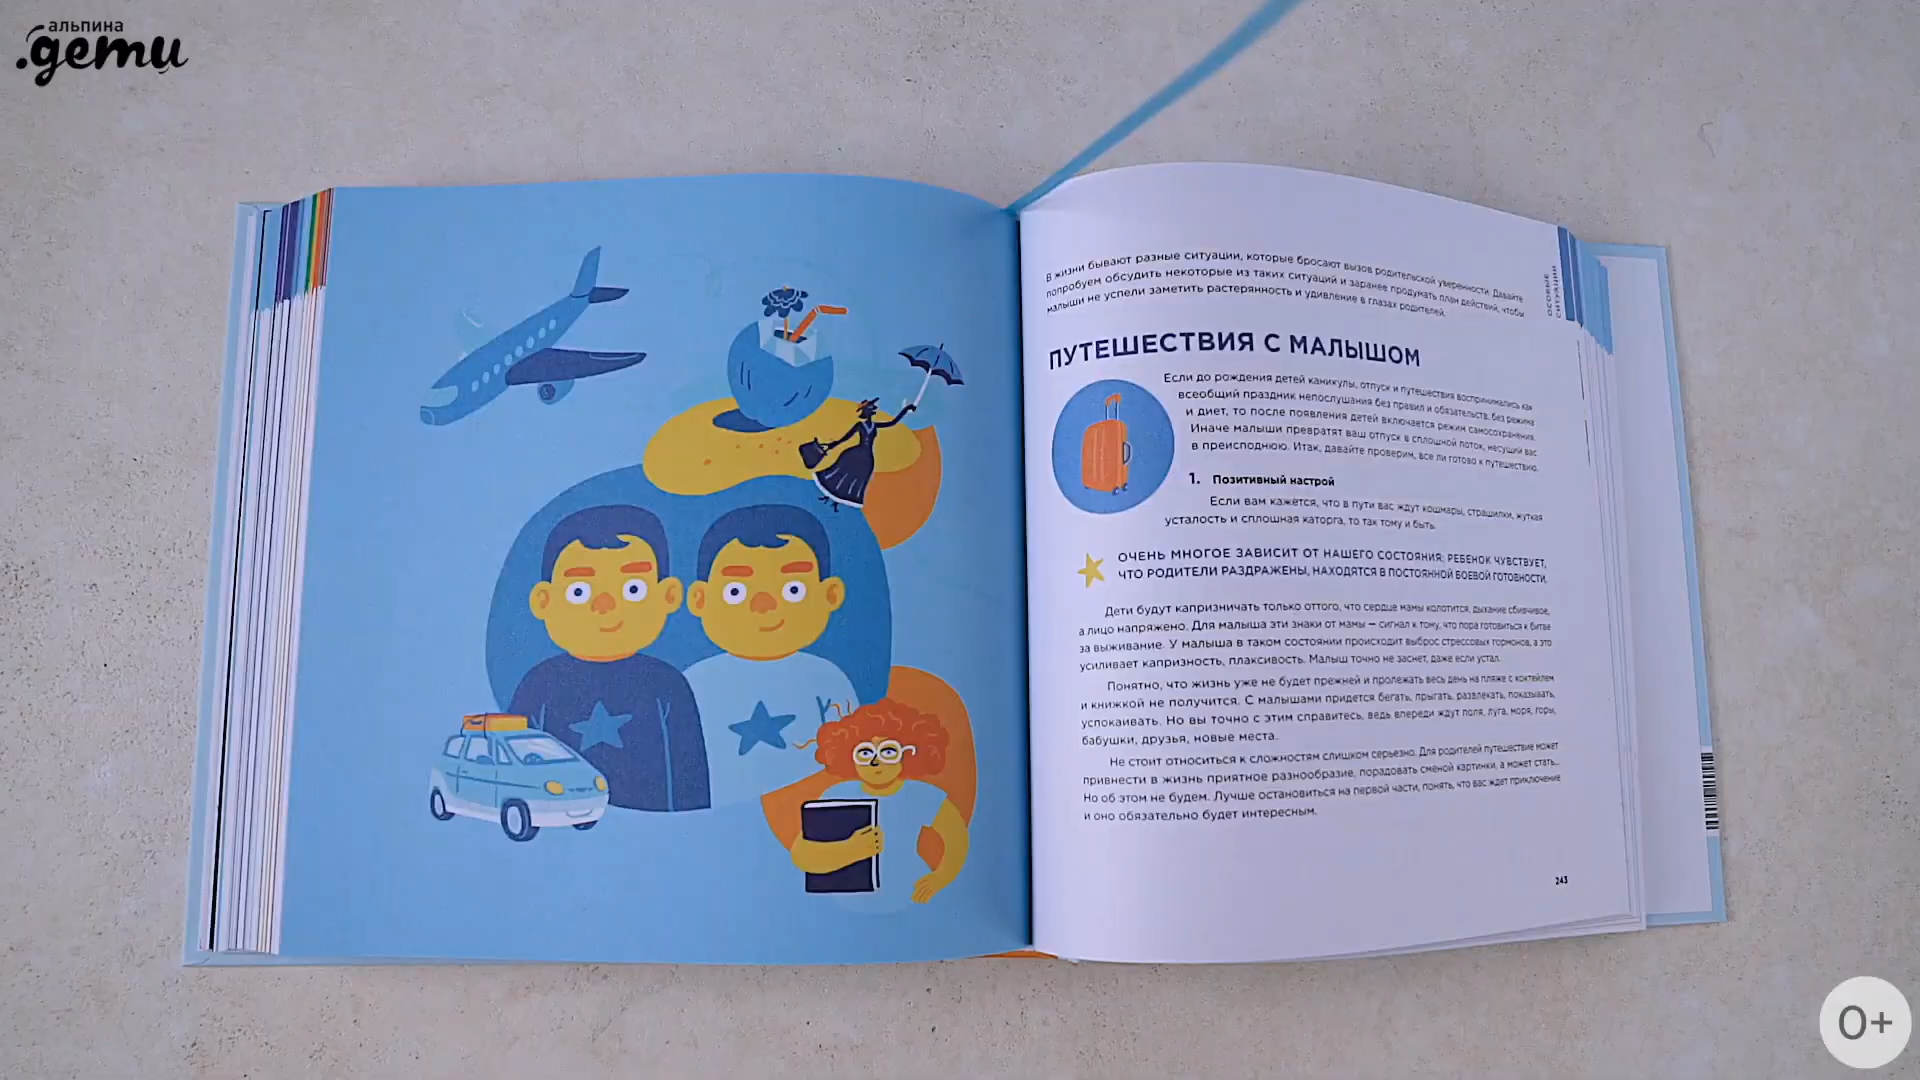 альпина
.дети
В жизни бывают разные ситуации, которые бросают вызов родительской уверенности. Давайте
попробуем обсудить некоторые из таких ситуаций и заранее продумать план действий, чтобы
малыши не успели заметить растерянность и удивление в глазах родителей.
ОСОБЫЕ
СИТУАЦИИ
ПУТЕШЕСТВИЯ С МАЛЫШОМ
Если до рождения детей каникулы, отпуск и путешествия воспринимались как
всеобщий праздник непослушания без правил и обязательств, без режима
и диет, то после появления детей включается режим самосохранения.
Иначе малыши превратят ваш отпуск в сплошной поток, несущий вас
в преисподнюю. Итак, давайте проверим, все ли готово к путешествию.
1. Позитивный настрой
Если вам кажется, что в пути вас ждут кошмары, страшилки, жуткая
усталость и сплошная каторга, то так тому и быть.
ОЧЕНЬ МНОГОЕ ЗАВИСИТ ОТ НАШЕГО СОСТОЯНИЯ: РЕБЕНОК ЧУВСТВУЕТ,
ЧТО РОДИТЕЛИ РАЗДРАЖЕНЫ, НАХОДЯТСЯ В ПОСТОЯННОЙ БОЕВОЙ ГОТОВНОСТИ.
Дети будут капризничать только оттого, что сердце мамы колотится, дыхание сбивчивое,
а лицо напряжено. Для малыша эти знаки от мамы — сигнал к тому, что пора готовиться к битве
за выживание. У малыша в таком состоянии происходит выброс стрессовых гормонов, а это
усиливает капризность, плаксивость. Малыш точно не заснет, даже если устал.
Понятно, что жизнь уже не будет прежней и пролежать весь день на пляже с коктейлем
и книжкой не получится. С малышами придется бегать, прыгать, развлекать, показывать,
успокаивать. Но вы точно с этим справитесь, ведь впереди ждут поля, луга, моря, горы,
бабушки, друзья, новые места.
Не стоит относиться к сложностям слишком серьезно. Для родителей путешествие может
привнести в жизнь приятное разнообразие, порадовать сменой картинки, а может стать...
Но об этом не будем. Лучше остановиться на первой части, понять, что вас ждет приключение
и оно обязательно будет интересным.
243
0+